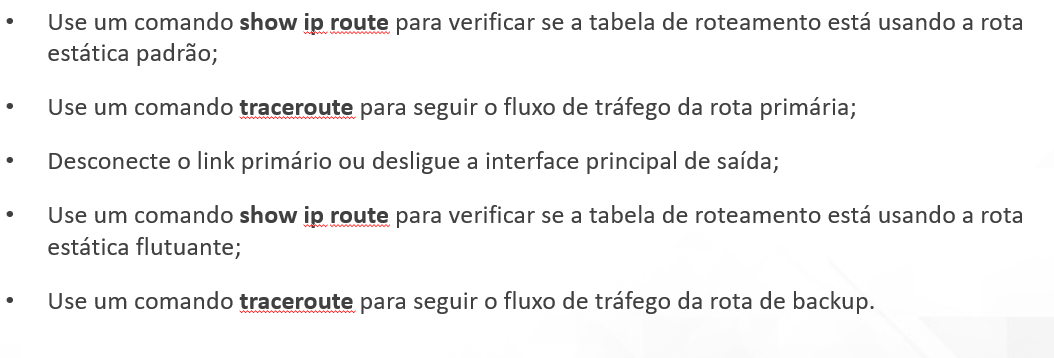 • Use um comando show ip route para verificar se a tabela de roteamento está usando a rota
estática padrão;
• Use um comando traceroute para seguir o fluxo de tráfego da rota primária;
• Desconecte o link primário ou desligue a interface principal de saída;
• Use um comando show ip route para verificar se a tabela de roteamento está usando a rota
estática flutuante;
• Use um comando traceroute para seguir o fluxo de tráfego da rota de backup.